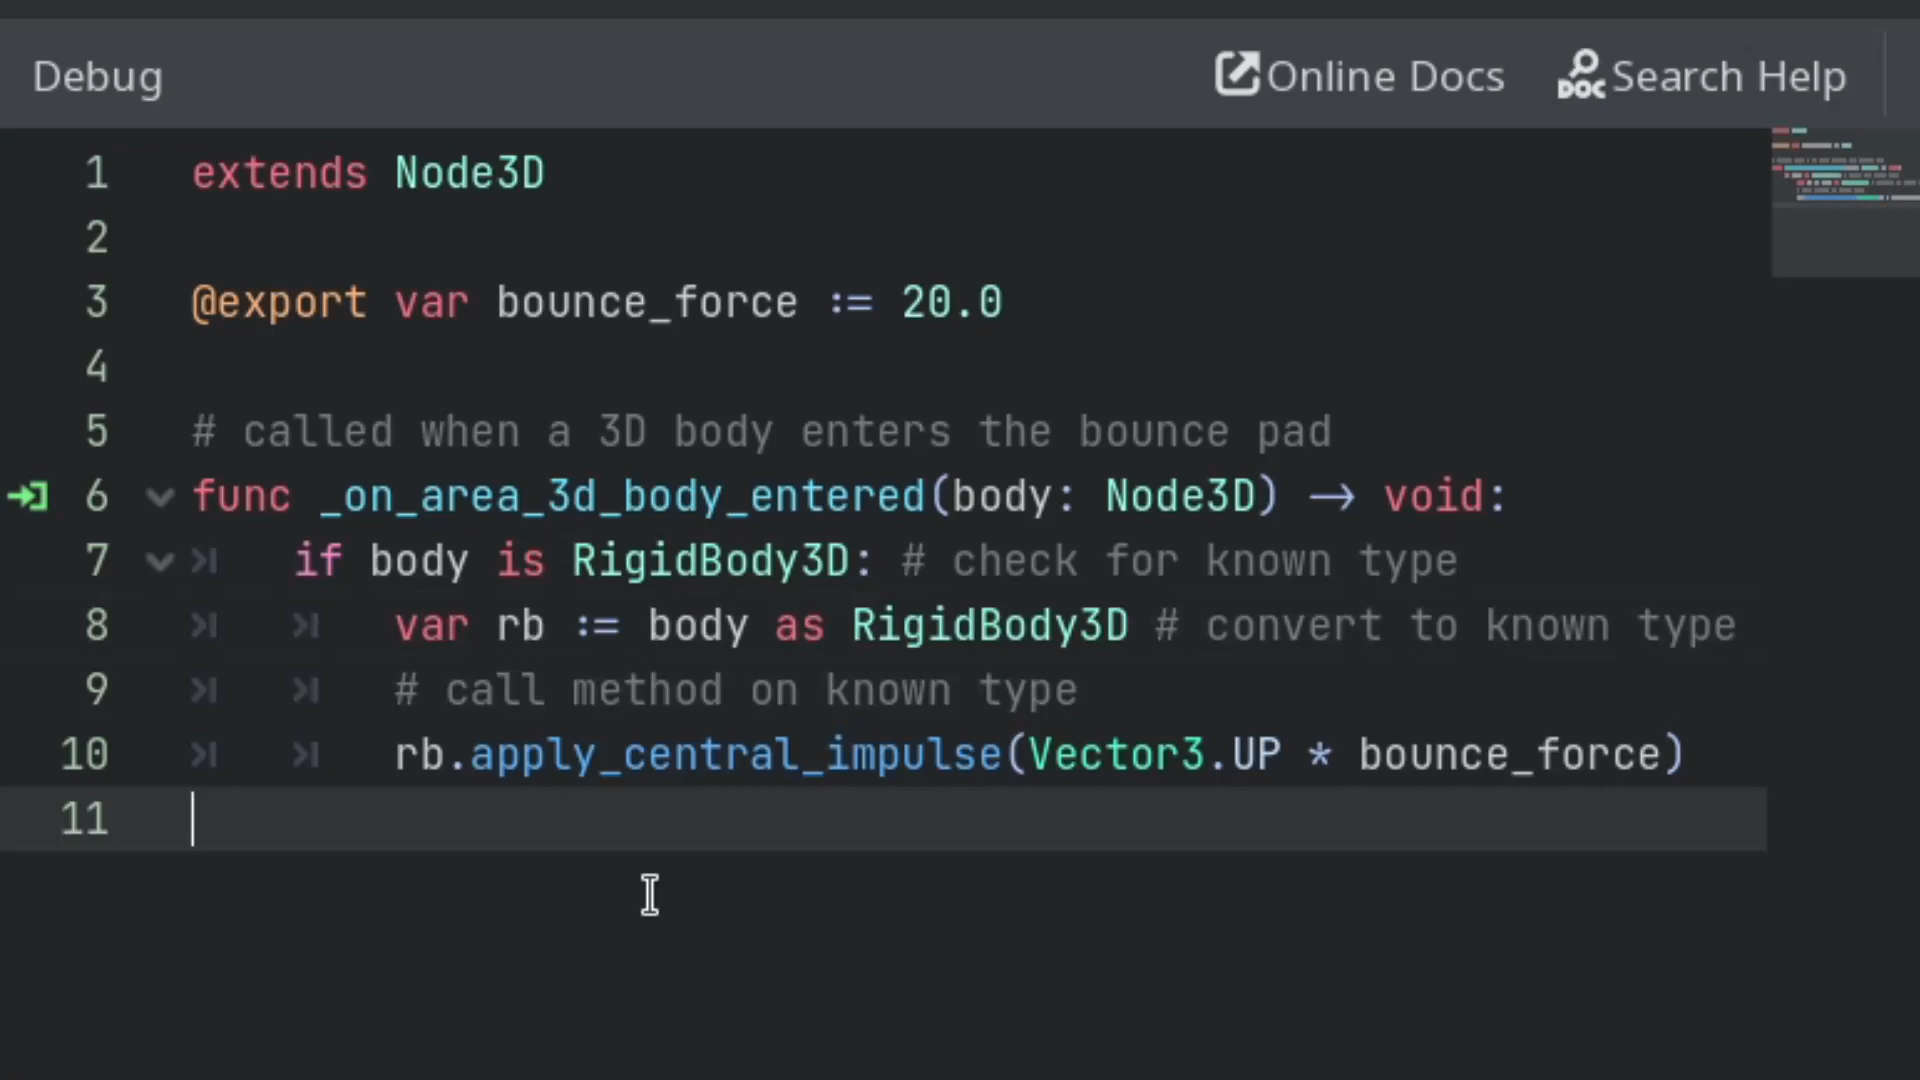 Debug
Online Docs
DOC Search Help
1 extends Node3D
2
3 @export var bounce_force := 20.0
4
5 # called when a 3D body enters the bounce pad
6 func _on_area_3d_body_entered(body: Node3D) -> void:
7 if body is RigidBody3D: # check for known type
8 var rb := body as RigidBody3D # convert to known type
9 # call method on known type
10 rb.apply_central_impulse(Vector3.UP * bounce_force)
11